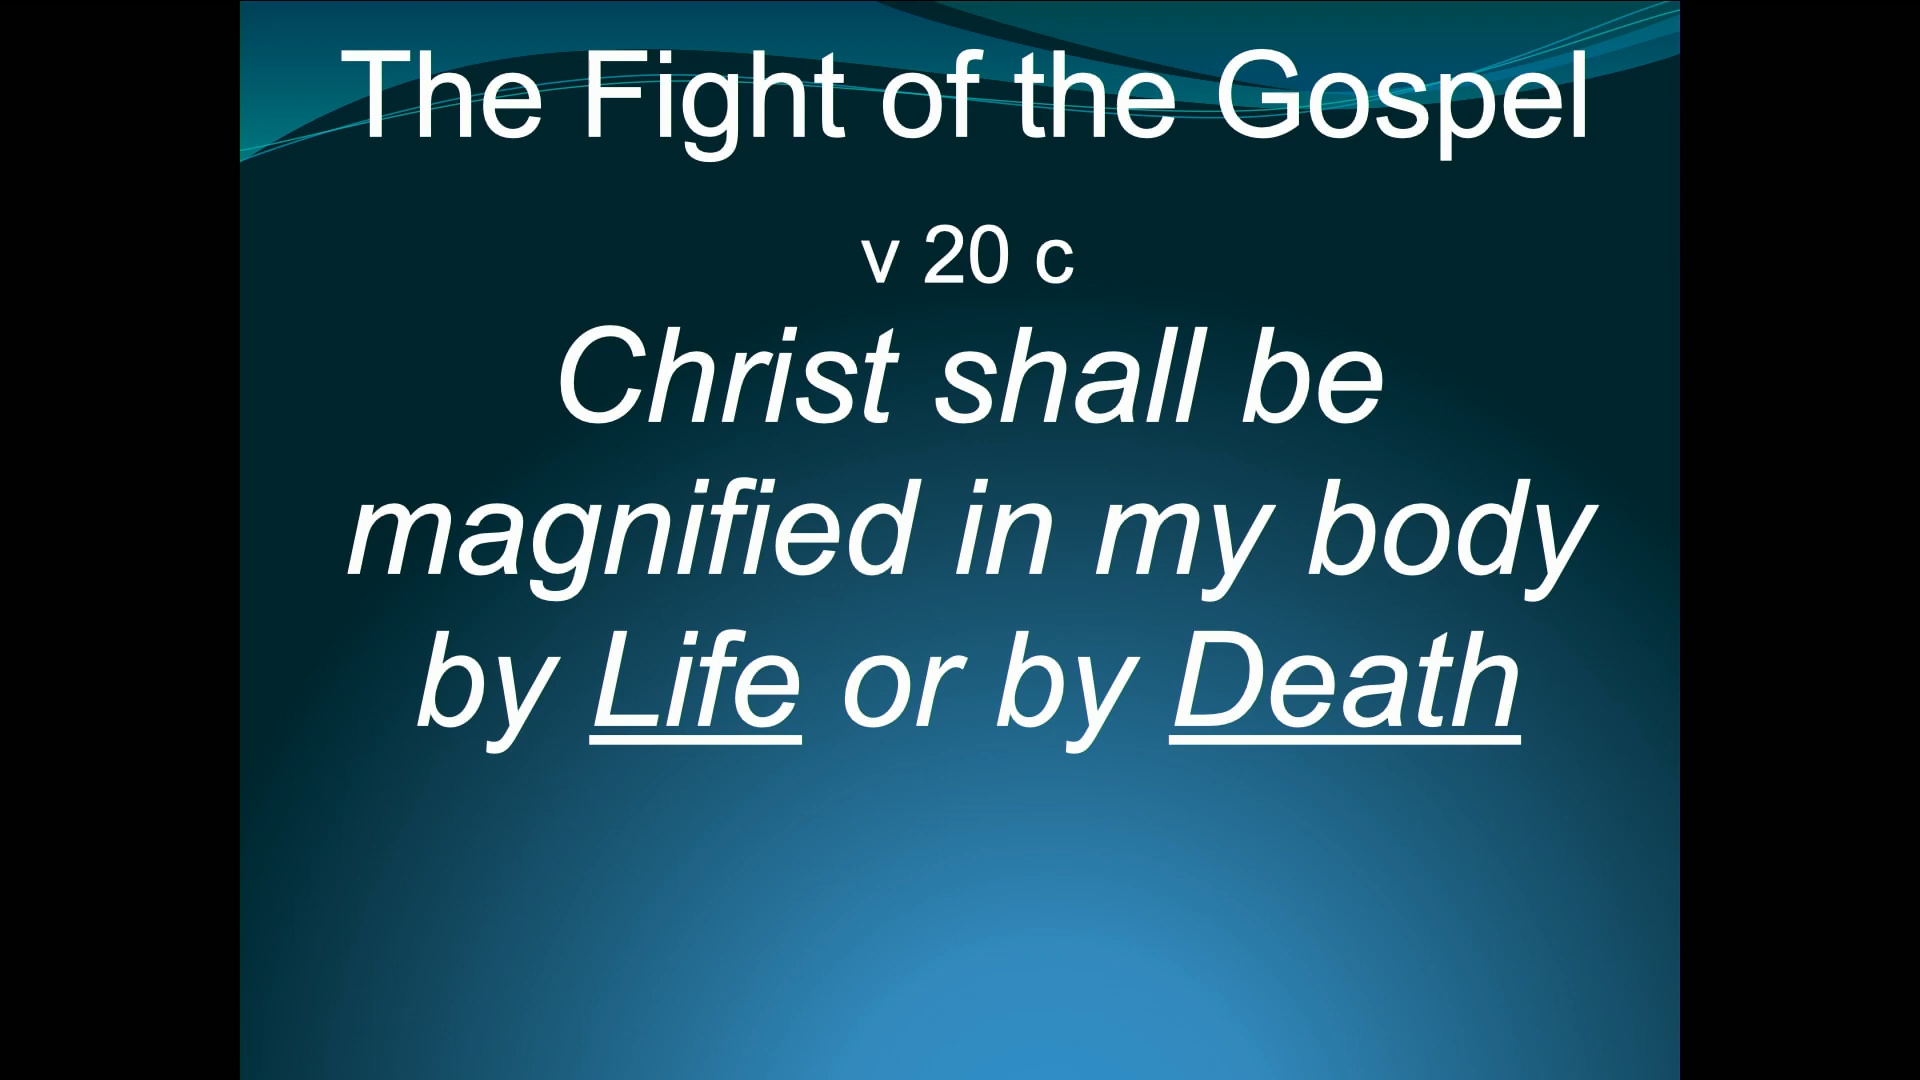 The Fight of the Gospel
v 20 c
Christ shall be
magnified in my body
by Life or by Death